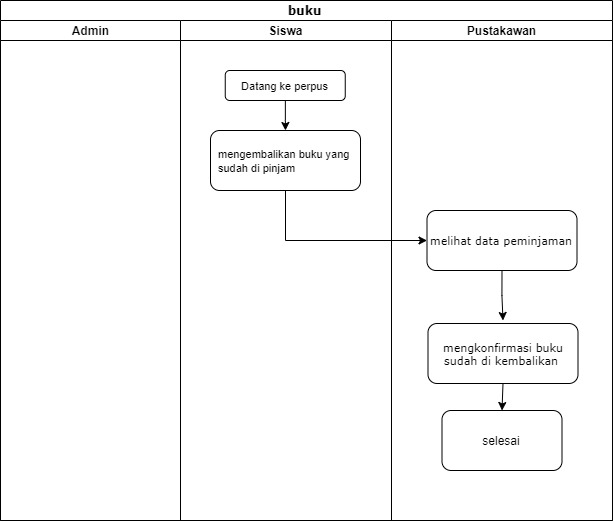 buku
Admin
Siswa
Pustakawan
Datang ke perpus
mengembalikan buku yang
sudah di pinjam
melihat data peminjaman
mengkonfirmasi buku
sudah di kembalikan
selesai